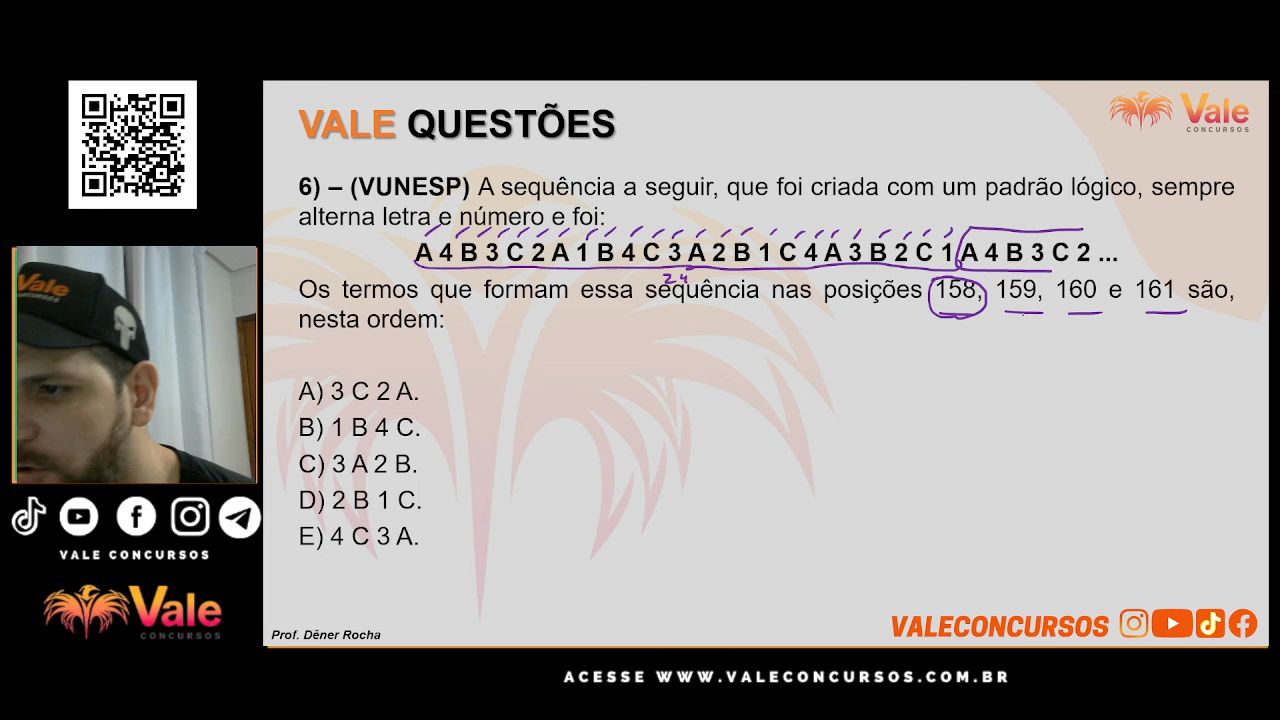 VALE QUESTÕES
Vale
CONCURSOS
6) – (VUNESP) A sequência a seguir, que foi criada com um padrão lógico, sempre
alterna letra e número e foi:
A 4 B 3 C 2 A 1 B 4 C 3 A 2 B 1 C 4 A 3 B 2 C 1 A 4 B 3 C 2 ...
24
Os termos que formam essa sequência nas posições 158, 159, 160 e 161 são,
nesta ordem:
A) 3 C 2 A.
B) 1 B 4 C.
C) 3 A 2 B.
D) 2 B 1 C.
E) 4 C 3 A.
Vale
VALE CONCURSOS
Vale
CONCURSOS
Prof. Dêner Rocha
VALECONCURSOS
ACESSE WWW.VALECONCURSOS.COM.BR